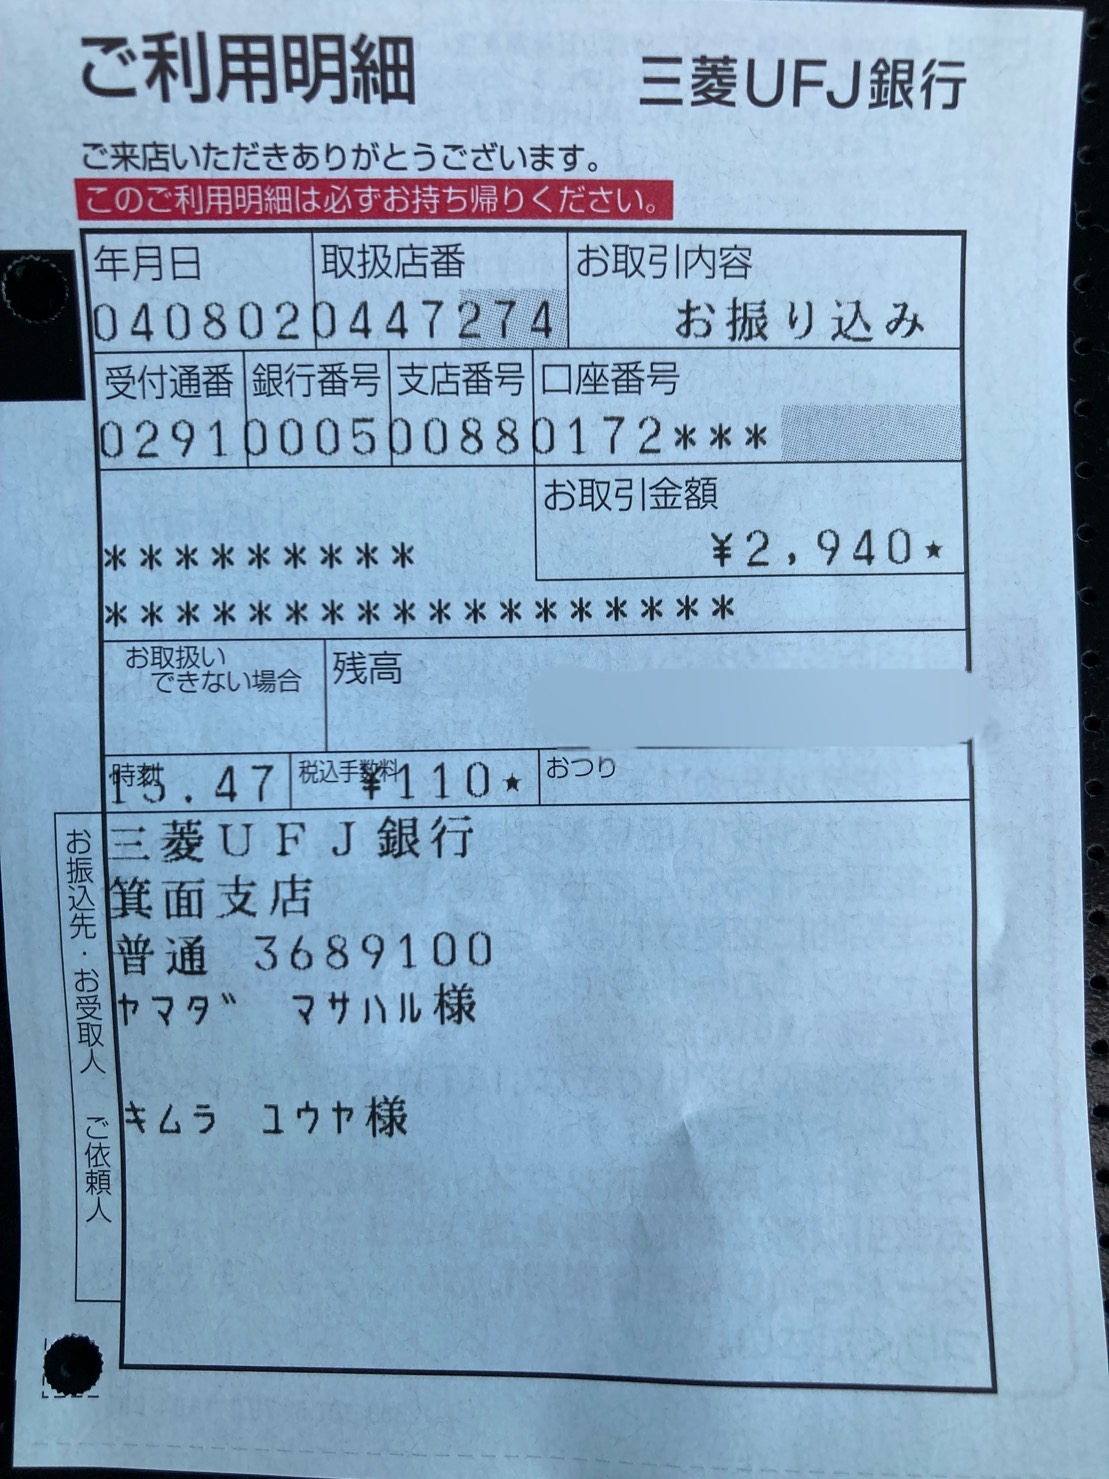 ご利用明細 三菱UFJ銀行
ご来店いただきありがとうございます。
このご利用明細は必ずお持ち帰りください。
年月日 取扱店番 お取引内容
040802 0447274 お振り込み
受付通番 銀行番号 支店番号 口座番号
0291 0005 0088 0172***
お取引金額
¥2,940★
*********
******************
お取扱い
できない場合 残高
時刻 税込手数料 おつり
15.47 ¥110★
お振込先・お受取人 ご依頼人
三菱UFJ銀行
箕面支店
普通 3689100
ヤマダ゛ マサハル様
キムラ ユウヤ様